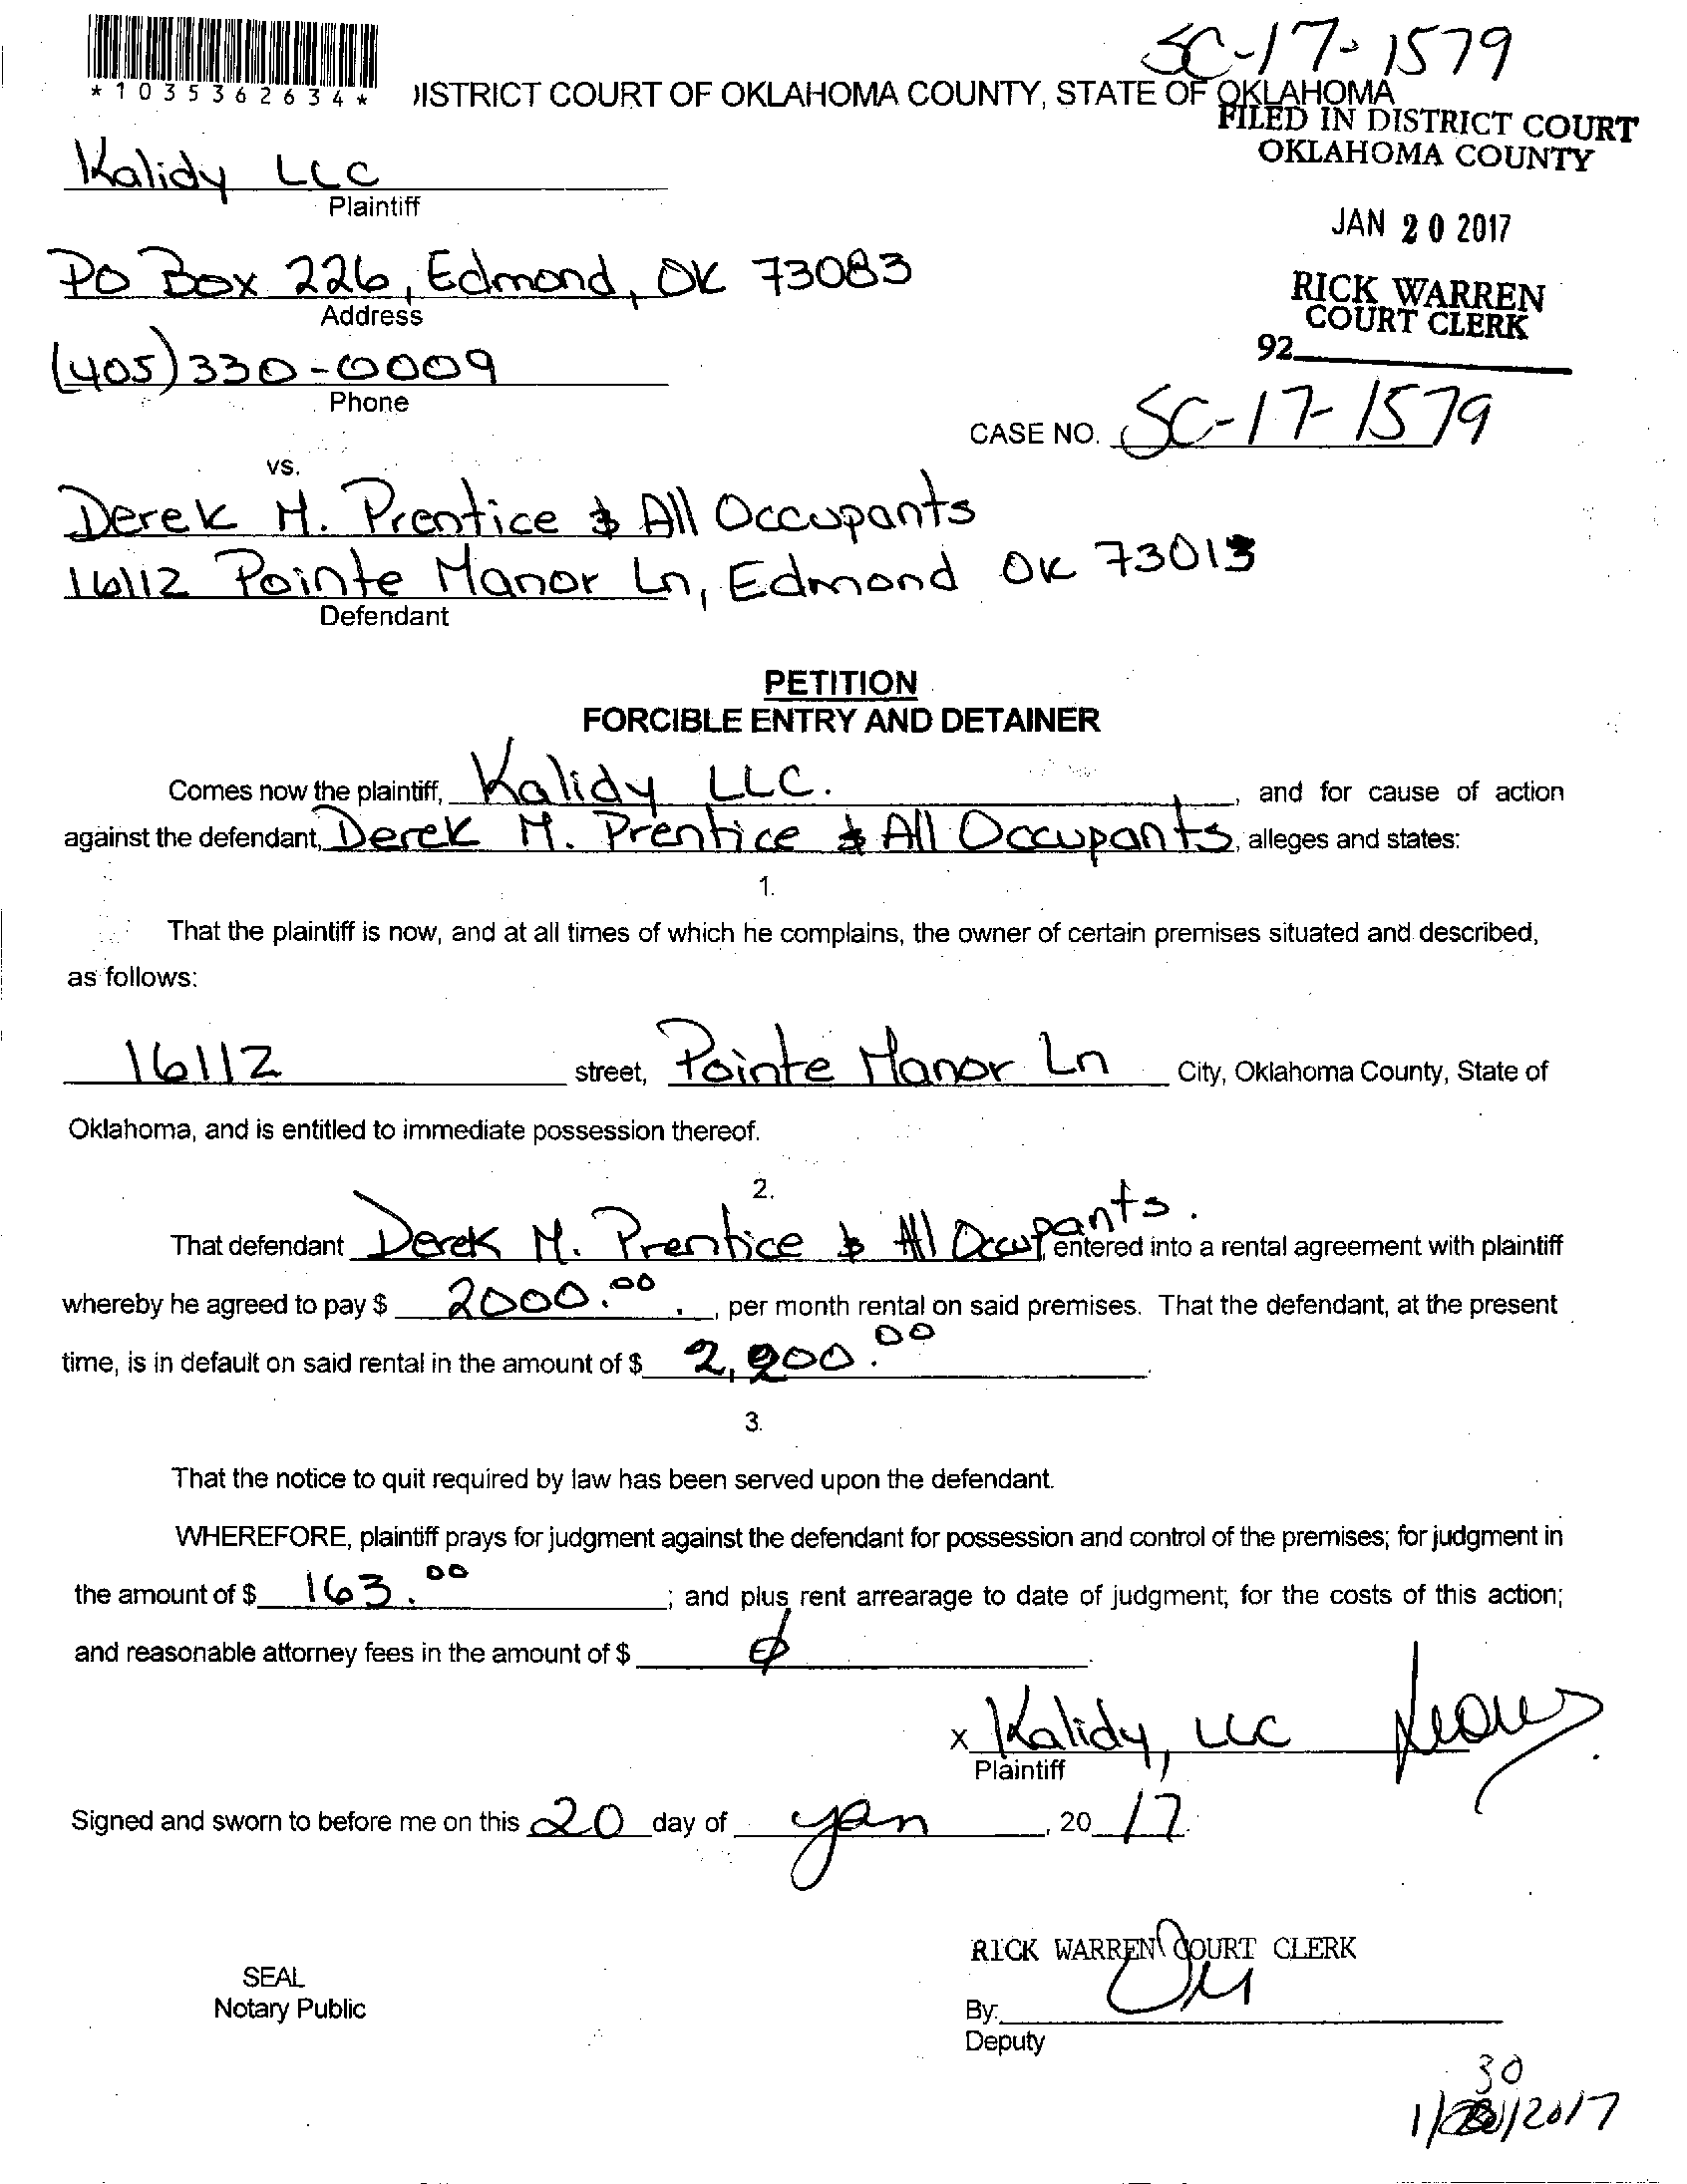 SC-17-1579
*1035362634*
DISTRICT COURT OF OKLAHOMA COUNTY, STATE OF OKLAHOMA
FILED IN DISTRICT COURT
OKLAHOMA COUNTY
Kalidy LLC
Plaintiff
JAN 20 2017
PO Box 226, Edmond, OK 73083
Address
RICK WARREN
COURT CLERK
92
(405) 330-0009
Phone
CASE NO. SC-17-1579
vs.
Derek M. Prentice & All Occupants
16112 Pointe Manor Ln, Edmond OK 73013
Defendant
PETITION
FORCIBLE ENTRY AND DETAINER
Comes now the plaintiff, Kalidy LLC. , and for cause of action
against the defendant, Derek M. Prentice & All Occupants, alleges and states:
1.
That the plaintiff is now, and at all times of which he complains, the owner of certain premises situated and described,
as follows:
16112 street, Pointe Manor Ln City, Oklahoma County, State of
Oklahoma, and is entitled to immediate possession thereof.
2.
That defendant Derek M. Prentice & All Occupants. entered into a rental agreement with plaintiff
whereby he agreed to pay $ 2000.00 , per month rental on said premises. That the defendant, at the present
time, is in default on said rental in the amount of $ 2,200.00 .
3.
That the notice to quit required by law has been served upon the defendant.
WHEREFORE, plaintiff prays for judgment against the defendant for possession and control of the premises; for judgment in
the amount of $ 163.00 ; and plus rent arrearage to date of judgment; for the costs of this action;
and reasonable attorney fees in the amount of $ ∅ .
x Kalidy, LLC
Plaintiff
Signed and sworn to before me on this 20 day of Jan , 20 17.
RICK WARREN COURT CLERK
SEAL
Notary Public
By:
Deputy
30